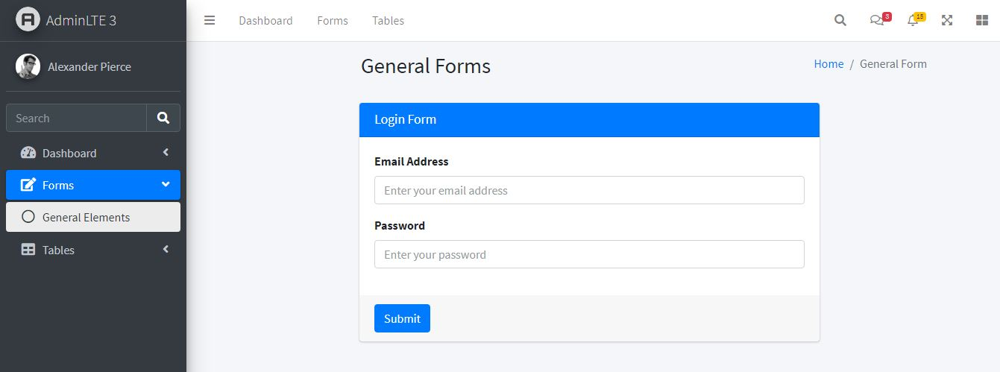 AdminLTE 3
Dashboard Forms Tables
3
15
Alexander Pierce
Search
Dashboard
Forms
General Elements
Tables
General Forms
Home / General Form
Login Form
Email Address
Enter your email address
Password
Enter your password
Submit